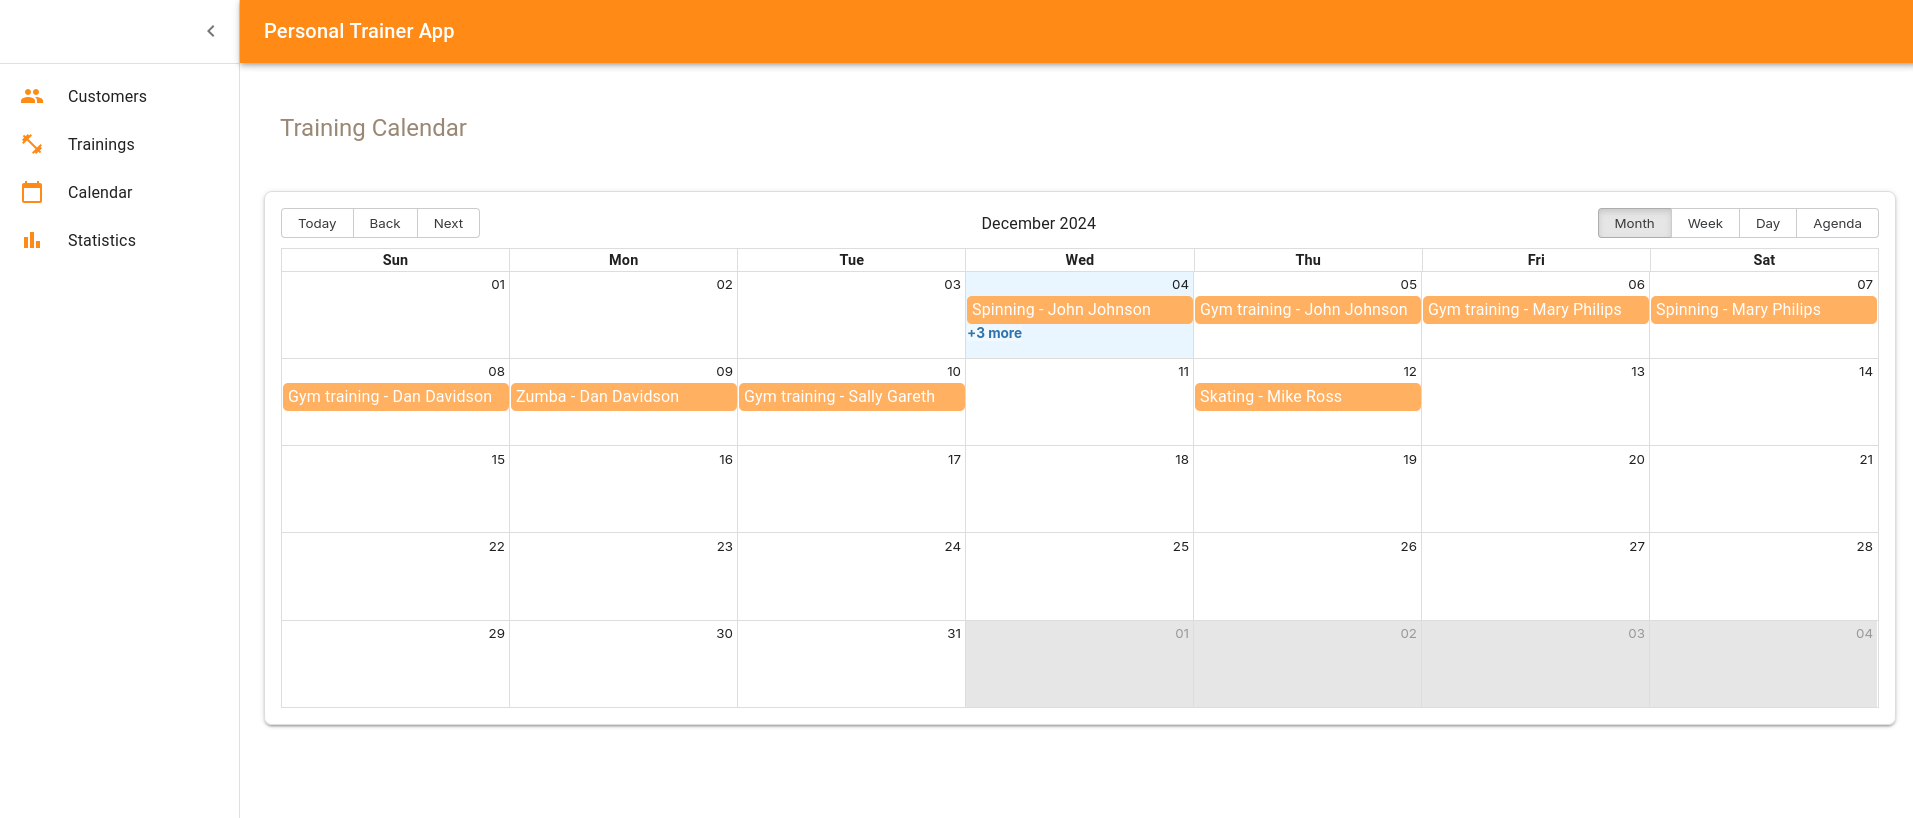 Personal Trainer App
Customers
Trainings
Calendar
Statistics
Training Calendar
Today Back Next December 2024 Month Week Day Agenda
Sun Mon Tue Wed Thu Fri Sat
01 02 03 04 05 06 07
Spinning - John Johnson Gym training - John Johnson Gym training - Mary Philips Spinning - Mary Philips
+3 more
08 09 10 11 12 13 14
Gym training - Dan Davidson Zumba - Dan Davidson Gym training - Sally Gareth Skating - Mike Ross
15 16 17 18 19 20 21
22 23 24 25 26 27 28
29 30 31 01 02 03 04